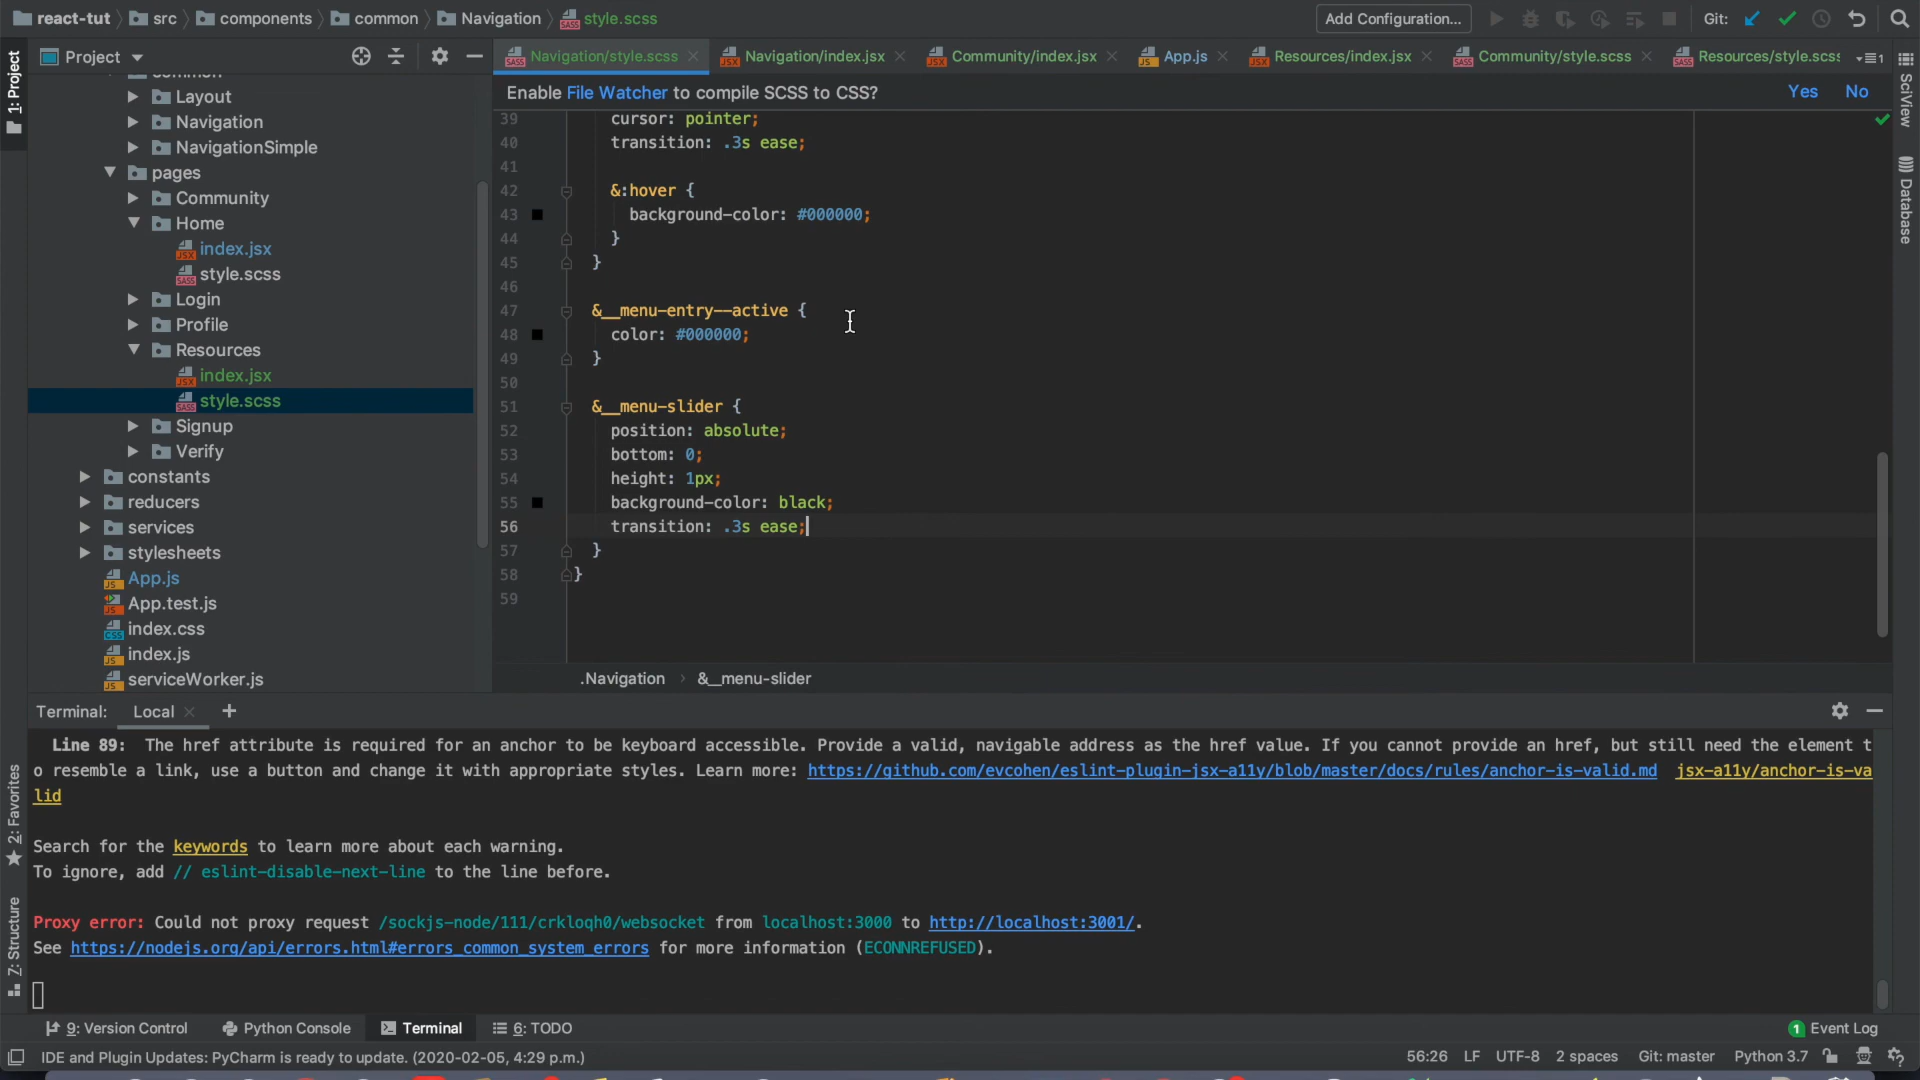 react-tut
src
components
common
Navigation
style.scss
Add Configuration...
Git:
1: Project
Project
Navigation/style.scss
Navigation/index.jsx
Community/index.jsx
App.js
Resources/index.jsx
Community/style.scss
Resources/style.scss
1
Enable File Watcher to compile SCSS to CSS?
Yes
No
SciView
Database
common
Layout
Navigation
NavigationSimple
pages
Community
Home
index.jsx
style.scss
Login
Profile
Resources
index.jsx
style.scss
Signup
Verify
constants
reducers
services
stylesheets
App.js
App.test.js
index.css
index.js
serviceWorker.js
39 cursor: pointer;
40 transition: .3s ease;
41
42 &:hover {
43 background-color: #000000;
44 }
45 }
46
47 &__menu-entry--active {
48 color: #000000;
49 }
50
51 &__menu-slider {
52 position: absolute;
53 bottom: 0;
54 height: 1px;
55 background-color: black;
56 transition: .3s ease;
57 }
58 }
59
.Navigation
&__menu-slider
Terminal:
Local
+
Line 89: The href attribute is required for an anchor to be keyboard accessible. Provide a valid, navigable address as the href value. If you cannot provide an href, but still need the element t
o resemble a link, use a button and change it with appropriate styles. Learn more: https://github.com/evcohen/eslint-plugin-jsx-a11y/blob/master/docs/rules/anchor-is-valid.md jsx-a11y/anchor-is-va
lid
Search for the keywords to learn more about each warning.
To ignore, add // eslint-disable-next-line to the line before.
Proxy error: Could not proxy request /sockjs-node/111/crkloqh0/websocket from localhost:3000 to http://localhost:3001/.
See https://nodejs.org/api/errors.html#errors_common_system_errors for more information (ECONNREFUSED).
2: Favorites
Z: Structure
9: Version Control
Python Console
Terminal
6: TODO
1 Event Log
IDE and Plugin Updates: PyCharm is ready to update. (2020-02-05, 4:29 p.m.)
56:26
LF
UTF-8
2 spaces
Git: master
Python 3.7